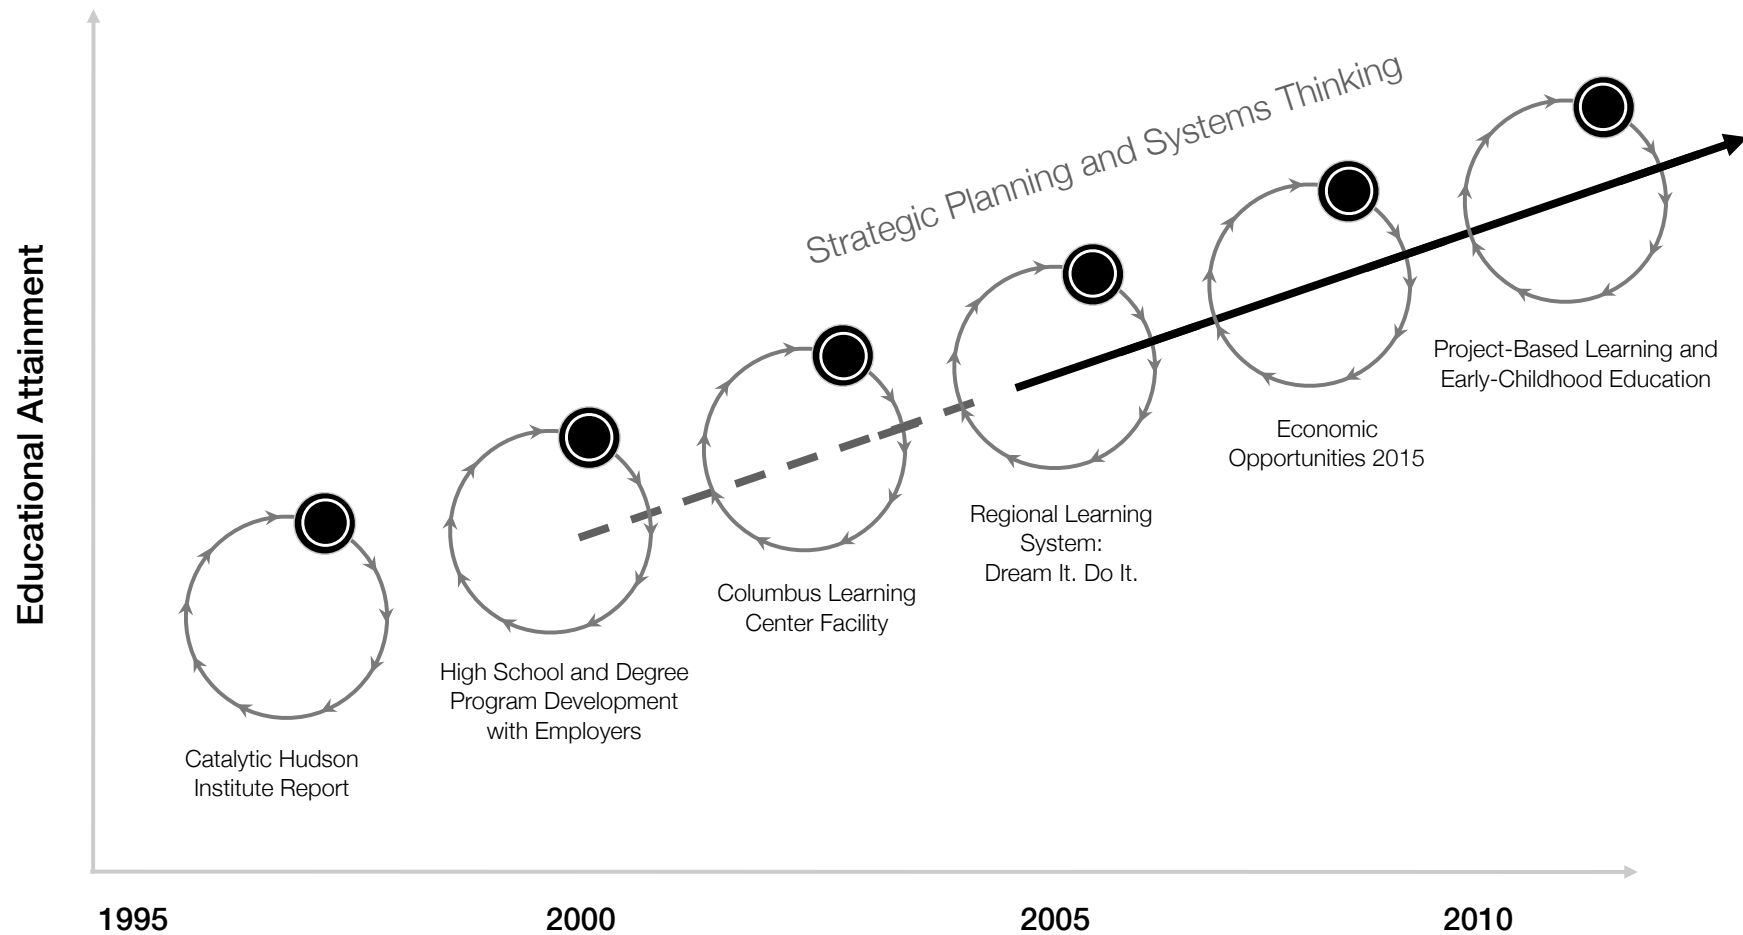 Educational Attainment
Strategic Planning and Systems Thinking
Catalytic Hudson
Institute Report
High School and Degree
Program Development
with Employers
Columbus Learning
Center Facility
Regional Learning
System:
Dream It. Do It.
Economic
Opportunities 2015
Project-Based Learning and
Early-Childhood Education
1995
2000
2005
2010